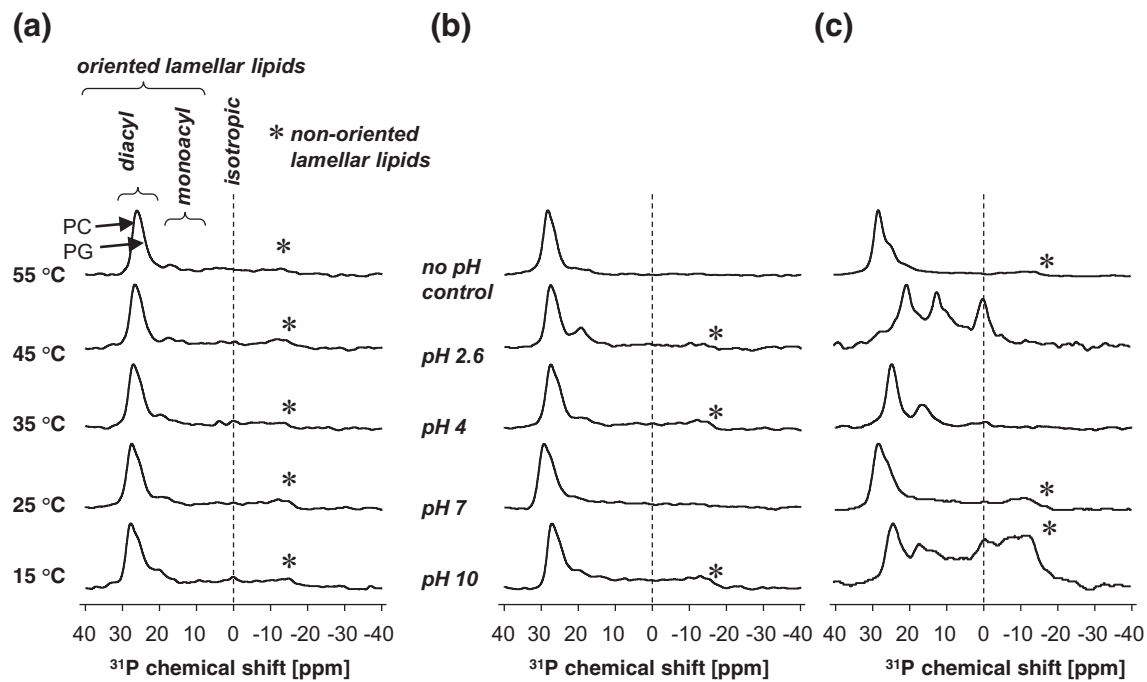 (a)
(b)
(c)
oriented lamellar lipids
diacyl
monoacyl
isotropic
* non-oriented
lamellar lipids
PC
PG
*
55 °C
*
45 °C
*
35 °C
*
25 °C
*
15 °C
no pH
control
*
pH 2.6
*
pH 4
pH 7
*
pH 10
*
*
*
40 30 20 10 0 -10 -20 -30 -40
40 30 20 10 0 -10 -20 -30 -40
40 30 20 10 0 -10 -20 -30 -40
³¹P chemical shift [ppm]
³¹P chemical shift [ppm]
³¹P chemical shift [ppm]